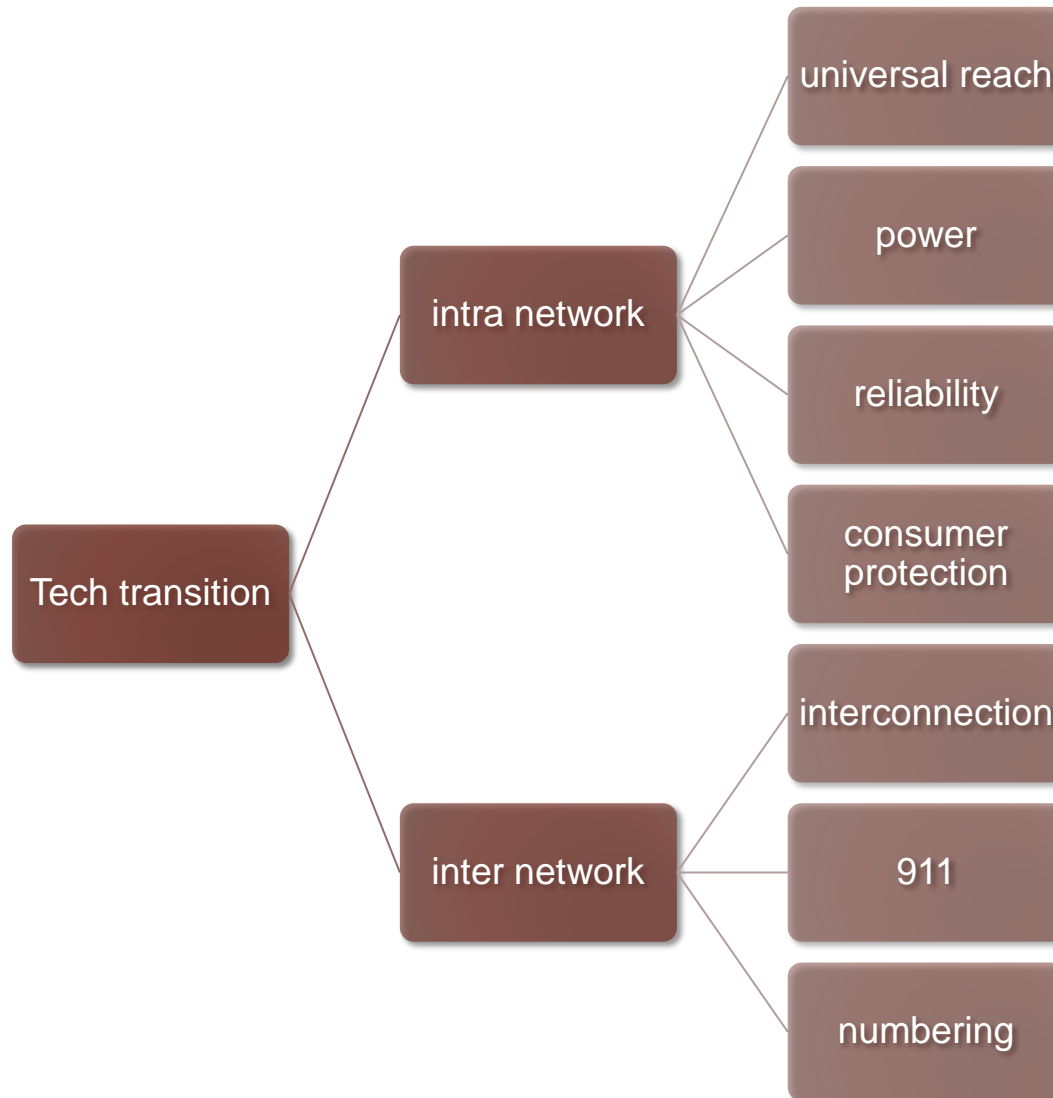 universal reach
power
intra network
reliability
consumer
protection
Tech transition
interconnection
inter network
911
numbering